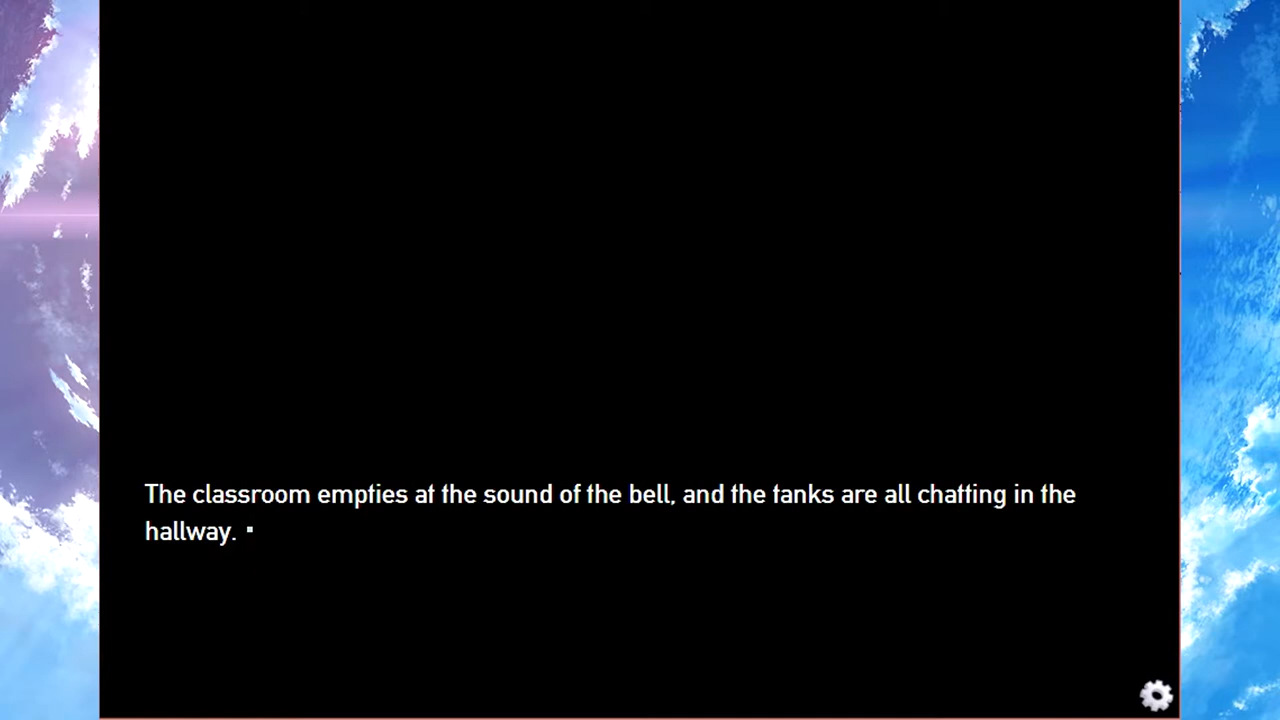 The classroom empties at the sound of the bell, and the tanks are all chatting in the
hallway.